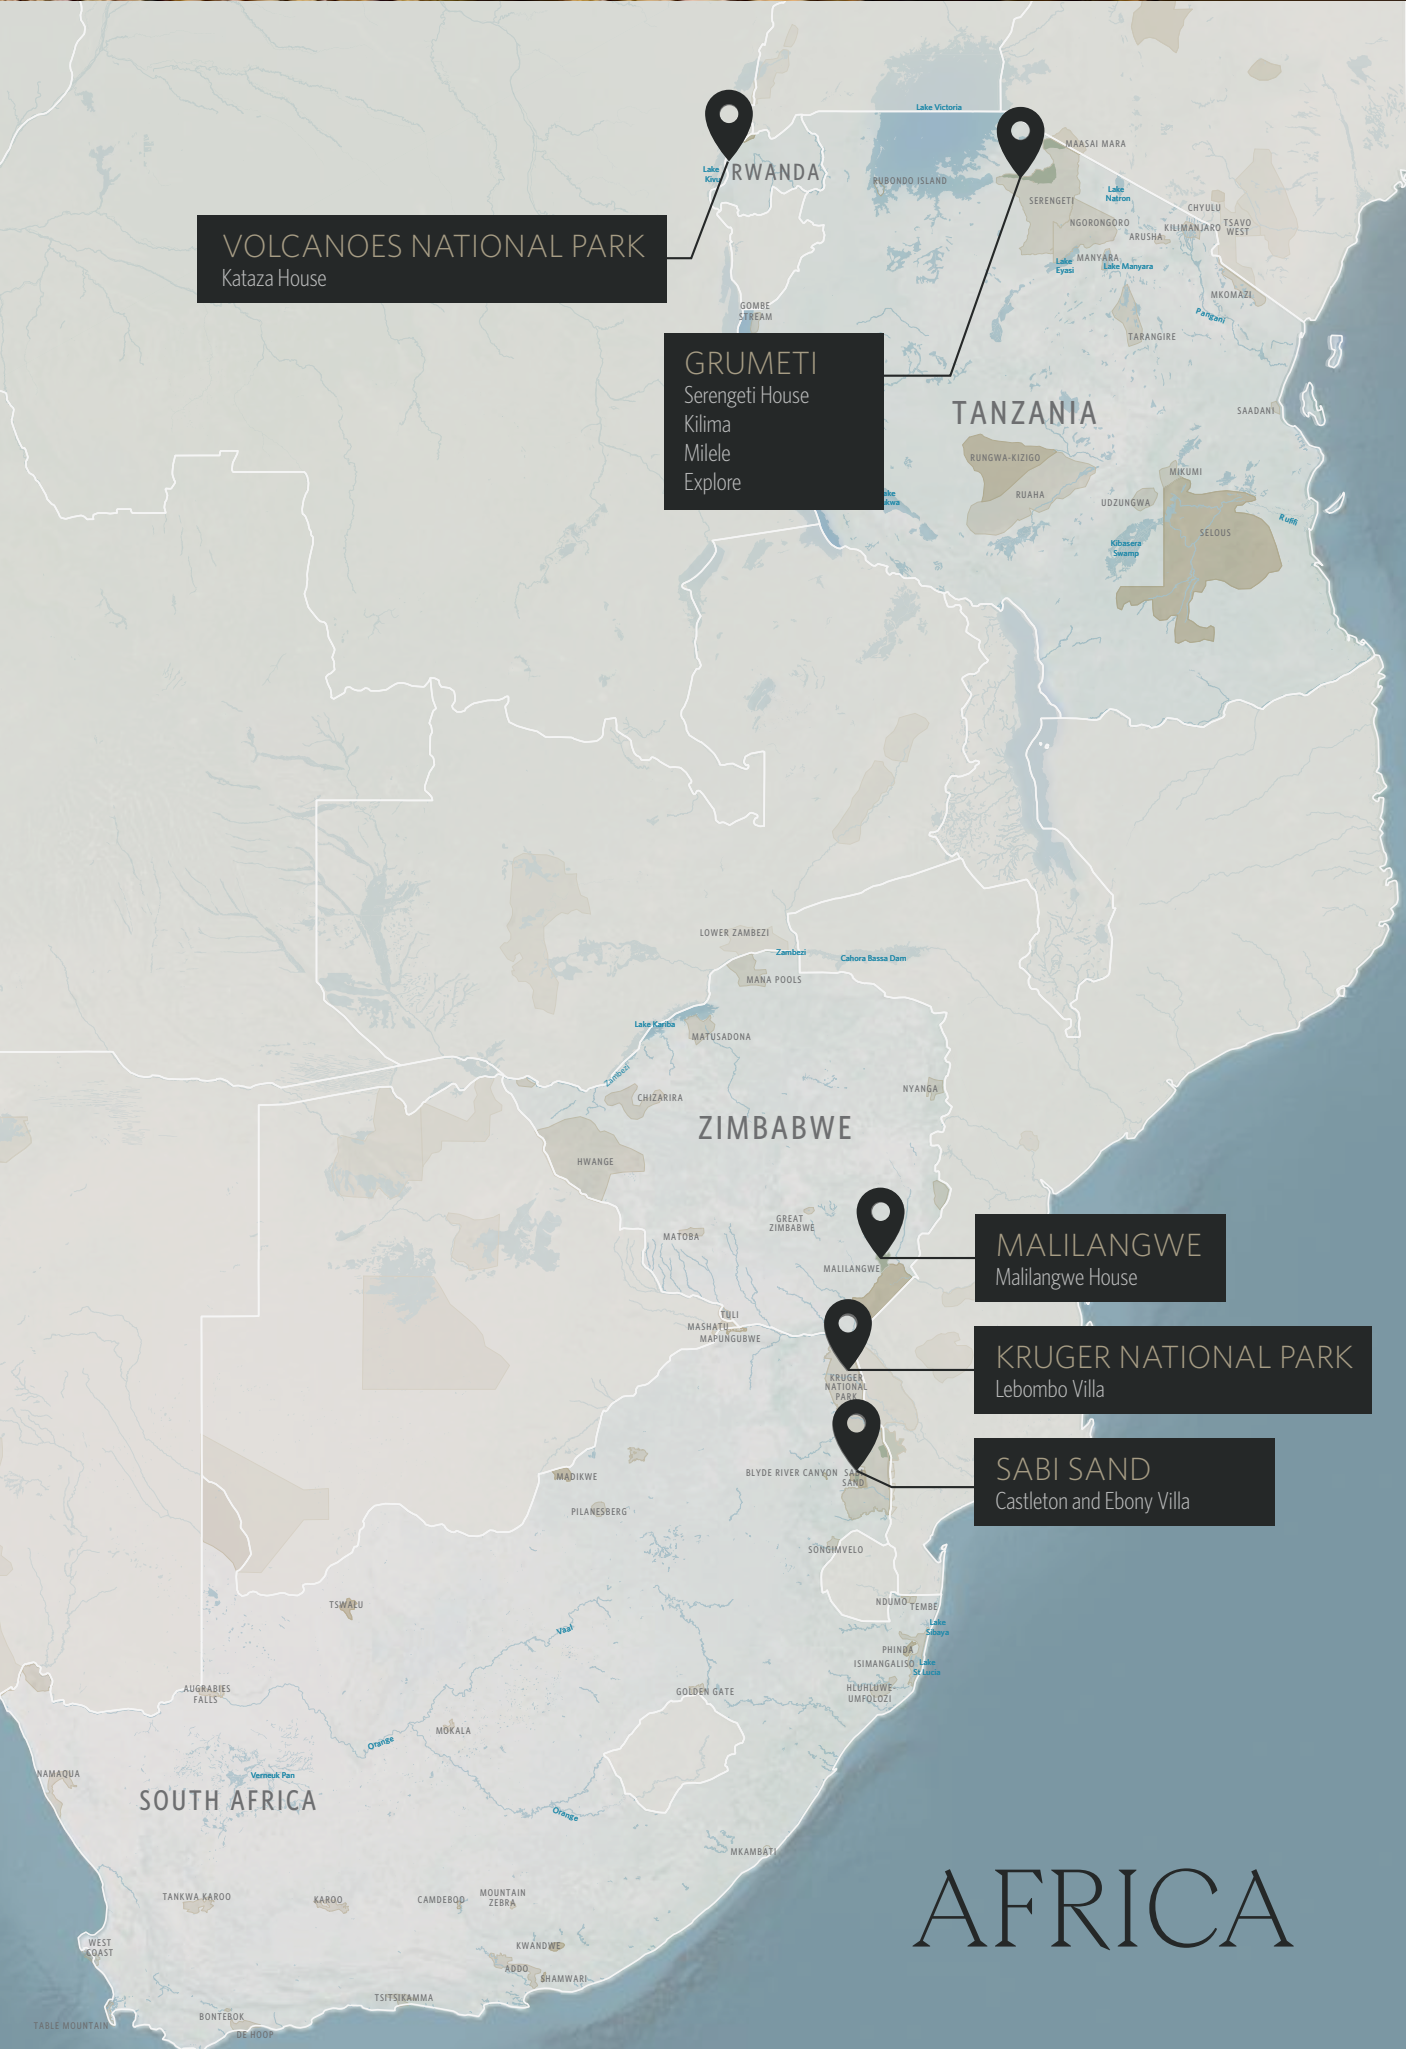 Lake Victoria
MAASAI MARA
Lake
Kivu
RWANDA
RUBONDO ISLAND
Lake
Natron
SERENGETI
CHYULU
NGORONGORO
KILIMANJARO
TSAVO
WEST
ARUSHA
VOLCANOES NATIONAL PARK
Kataza House
MANYARA
Lake
Eyasi
Lake Manyara
MKOMAZI
GOMBE
STREAM
Pangani
TARANGIRE
GRUMETI
Serengeti House
Kilima
Milele
Explore
TANZANIA
SAADANI
RUNGWA-KIZIGO
MIKUMI
RUAHA
UDZUNGWA
Rufiji
SELOUS
Kibasera
Swamp
LOWER ZAMBEZI
Zambezi
Cahora Bassa Dam
MANA POOLS
Lake Kariba
MATUSADONA
Zambezi
CHIZARIRA
NYANGA
ZIMBABWE
HWANGE
GREAT
ZIMBABWE
MATOBA
MALILANGWE
MALILANGWE
Malilangwe House
TULI
MASHATU
MAPUNGUBWE
KRUGER
NATIONAL
PARK
KRUGER NATIONAL PARK
Lebombo Villa
MADIKWE
BLYDE RIVER CANYON
SABI
SAND
SABI SAND
Castleton and Ebony Villa
PILANESBERG
SONGIMVELO
TSWALU
NDUMO
TEMBE
Vaal
Lake
Sibaya
PHINDA
ISIMANGALISO
Lake
St Lucia
AUGRABIES
FALLS
GOLDEN GATE
HLUHLUWE-
UMFOLOZI
MOKALA
Orange
NAMAQUA
Verneuk Pan
SOUTH AFRICA
Orange
MKAMBATI
TANKWA KAROO
KAROO
CAMDEBOO
MOUNTAIN
ZEBRA
AFRICA
WEST
COAST
KWANDWE
ADDO
SHAMWARI
TSITSIKAMMA
BONTEBOK
TABLE MOUNTAIN
DE HOOP